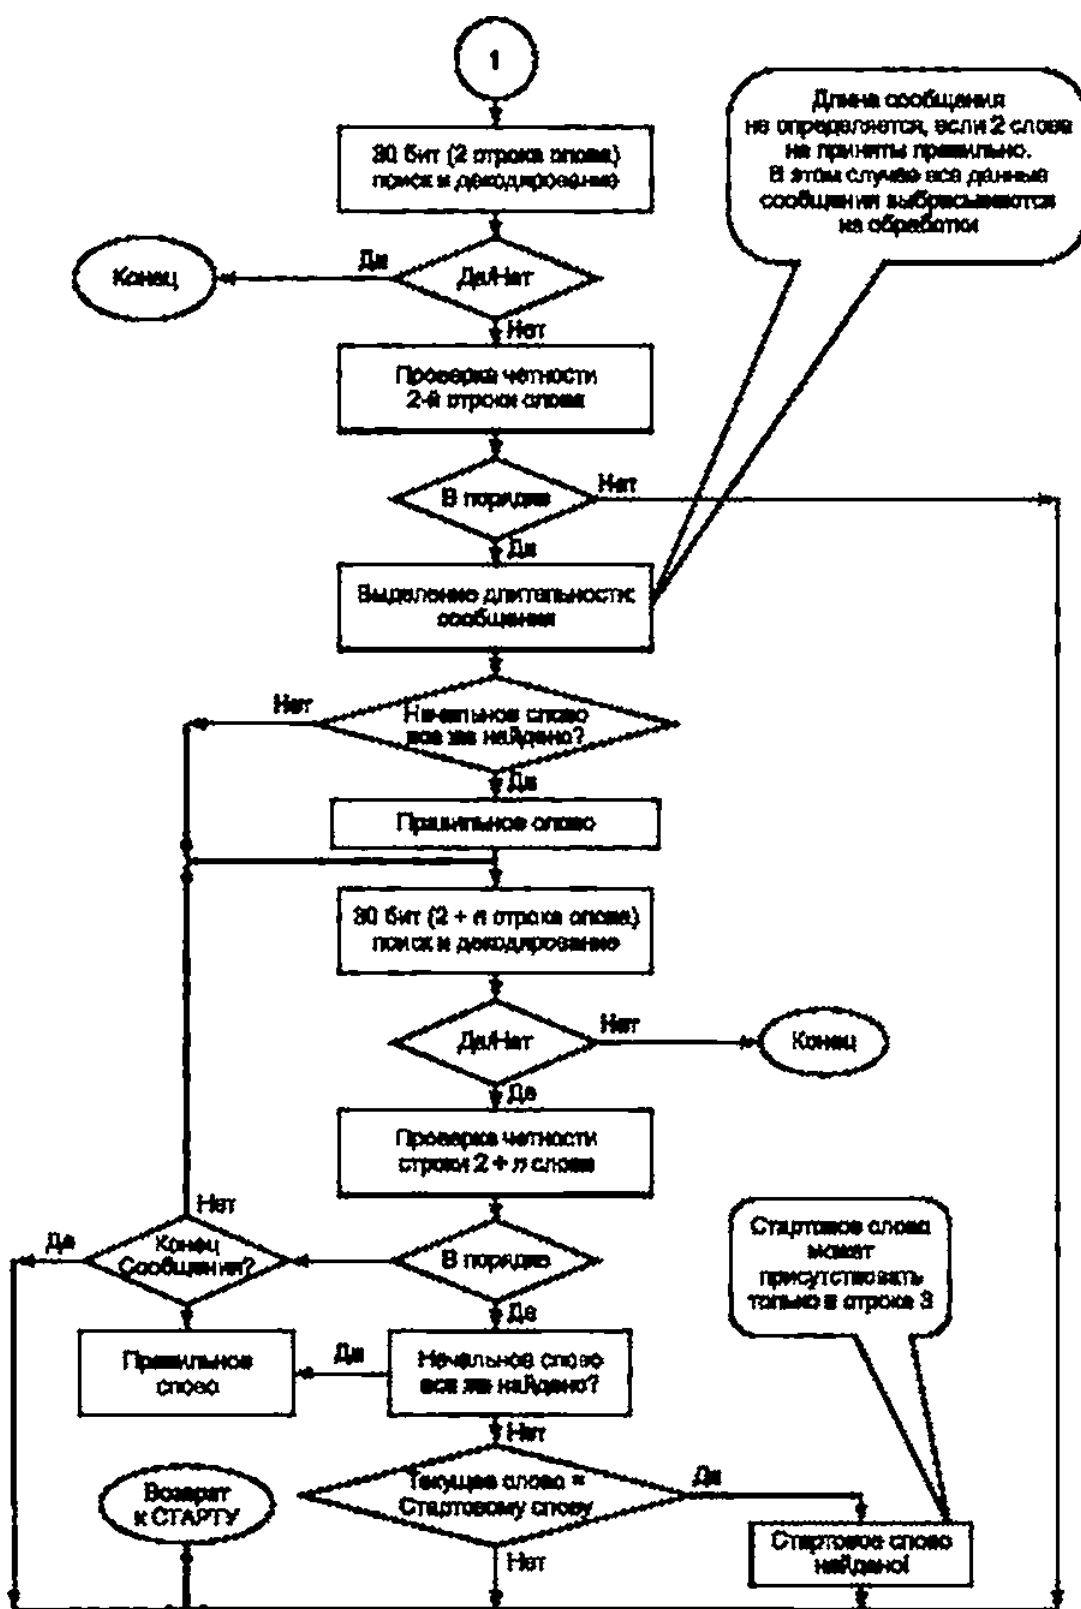 1
Длина сообщения
не определяется, если 2 слова
не приняты правильно.
В этом случае все данные
сообщения выбрасываются
из обработки
30 бит (2 строка слова)
поиск и декодирование
Да/Нет
Да
Конец
Нет
Проверка четности
2-й строки слова
В порядке
Нет
Да
Выделение длительности
сообщения
Начальное слово
все же найдено?
Нет
Да
Правильное слово
30 бит (2 + n строка слова)
поиск и декодирование
Да/Нет
Нет
Конец
Да
Проверка четности
строки 2 + n слова
Нет
Да
Конец
Сообщения?
В порядке
Да
Стартовое слово
может
присутствовать
только в строке 3
Правильное
слово
Да
Начальное слово
все же найдено?
Нет
Возврат
к СТАРТУ
Текущее слово =
Стартовому слову
Да
Нет
Стартовое слово
найдено!